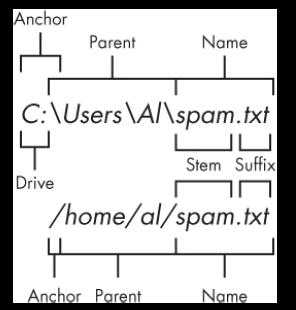 Anchor
Parent Name
C:\Users\Al\spam.txt
Stem Suffix
Drive
/home/al/spam.txt
Anchor Parent Name